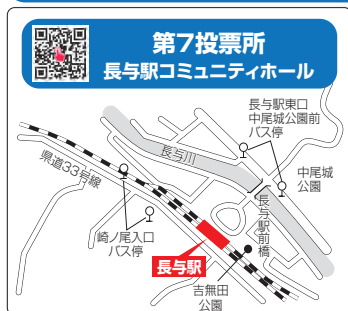 第7投票所
長与駅コミュニティホール
長与駅東口
中尾城公園前
バス停
長与川
県道33号線
中尾城
公園
長与駅前橋
崎ノ尾入口
バス停
長与駅
吉無田
公園